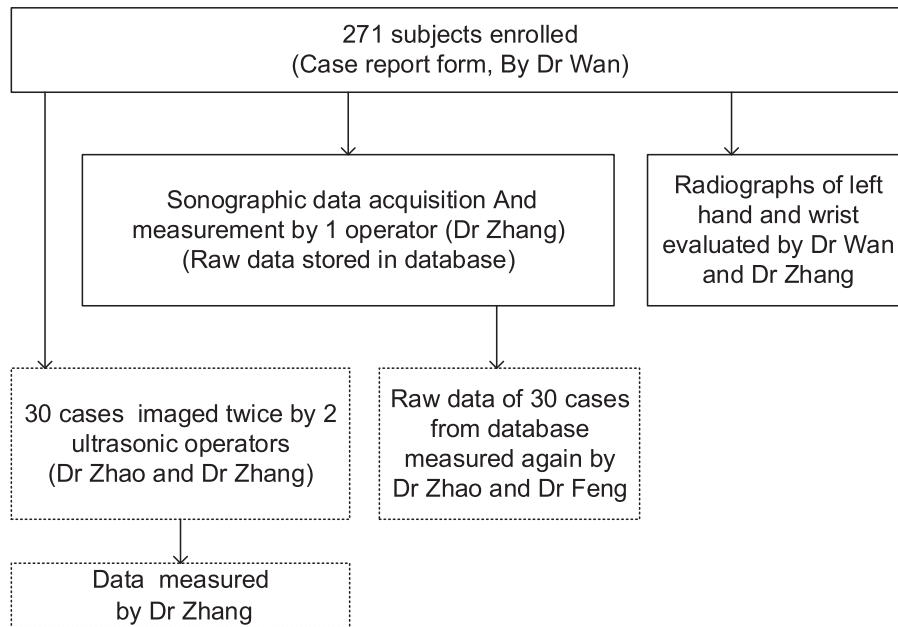 271 subjects enrolled
(Case report form, By Dr Wan)
Sonographic data acquisition And
measurement by 1 operator (Dr Zhang)
(Raw data stored in database)
Radiographs of left
hand and wrist
evaluated by Dr Wan
and Dr Zhang
30 cases imaged twice by 2
ultrasonic operators
(Dr Zhao and Dr Zhang)
Raw data of 30 cases
from database
measured again by
Dr Zhao and Dr Feng
Data measured
by Dr Zhang